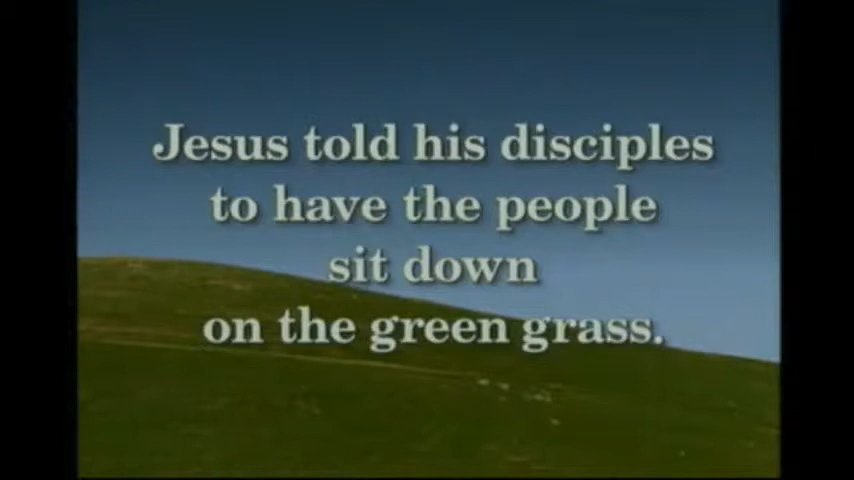 Jesus told his disciples
to have the people
sit down
on the green grass.